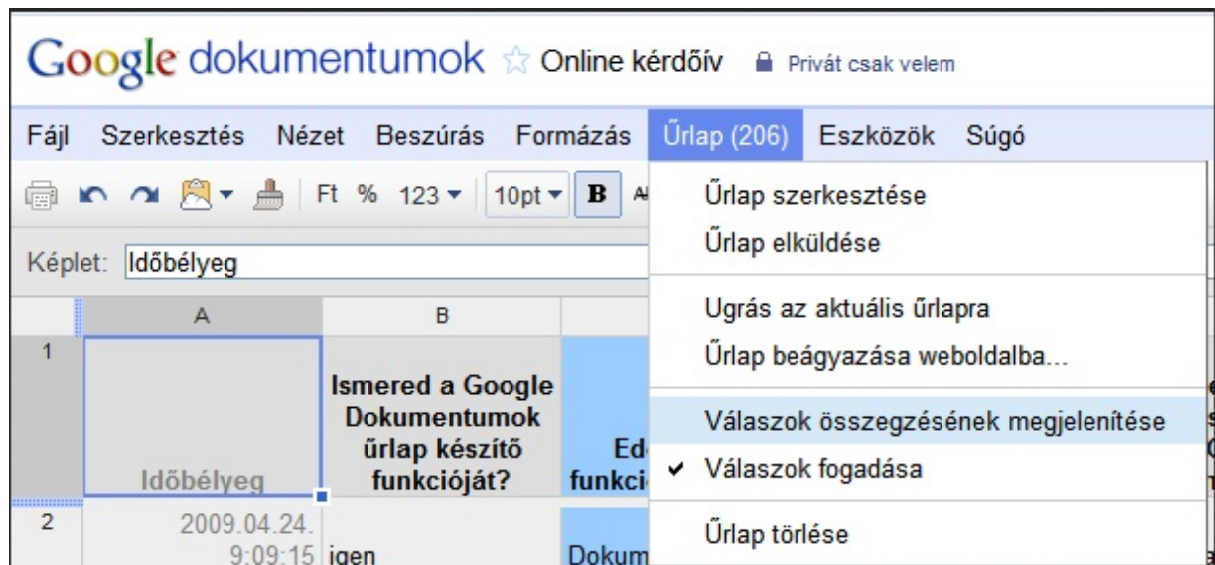 Google dokumentumok Online kérdőív Privát csak velem
Fájl Szerkesztés Nézet Beszúrás Formázás Űrlap (206) Eszközök Súgó
Ft % 123 10pt B
Űrlap szerkesztése
Űrlap elküldése
Képlet: Időbélyeg
Ugrás az aktuális űrlapra
Űrlap beágyazása weboldalba...
Válaszok összegzésének megjelenítése
Válaszok fogadása
Űrlap törlése
A B
1
Időbélyeg
Ismered a Google
Dokumentumok
űrlap készítő
funkcióját?
2
2009.04.24.
9:09:15
igen